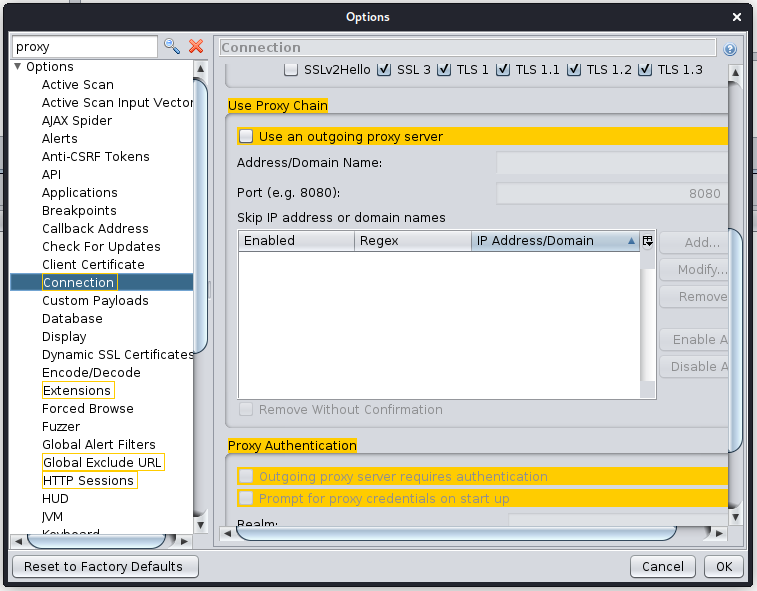 Options
proxy
Options
Active Scan
Active Scan Input Vector
AJAX Spider
Alerts
Anti-CSRF Tokens
API
Applications
Breakpoints
Callback Address
Check For Updates
Client Certificate
Connection
Custom Payloads
Database
Display
Dynamic SSL Certificates
Encode/Decode
Extensions
Forced Browse
Fuzzer
Global Alert Filters
Global Exclude URL
HTTP Sessions
HUD
JVM
Keyboard
Connection
SSLv2Hello SSL 3 TLS 1 TLS 1.1 TLS 1.2 TLS 1.3
Use Proxy Chain
Use an outgoing proxy server
Address/Domain Name:
Port (e.g. 8080): 8080
Skip IP address or domain names
Enabled Regex IP Address/Domain
Add...
Modify...
Remove
Enable A
Disable A
Remove Without Confirmation
Proxy Authentication
Outgoing proxy server requires authentication
Prompt for proxy credentials on start up
Realm:
Reset to Factory Defaults Cancel OK